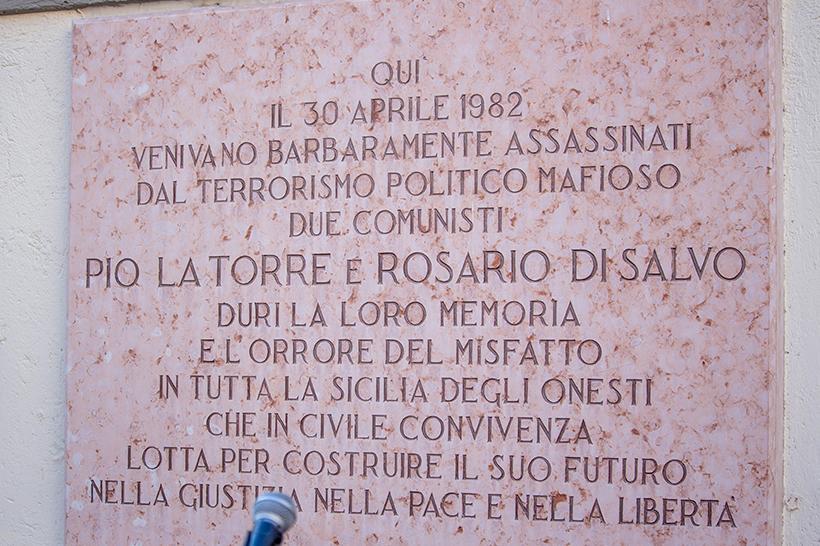 QUI
IL 30 APRILE 1982
VENIVANO BARBARAMENTE ASSASSINATI
DAL TERRORISMO POLITICO MAFIOSO
DUE COMUNISTI
PIO LA TORRE E ROSARIO DI SALVO
DURI LA LORO MEMORIA
E L'ORRORE DEL MISFATTO
IN TUTTA LA SICILIA DEGLI ONESTI
CHE IN CIVILE CONVIVENZA
LOTTA PER COSTRUIRE IL SUO FUTURO
NELLA GIUSTIZIA NELLA PACE E NELLA LIBERTÀ